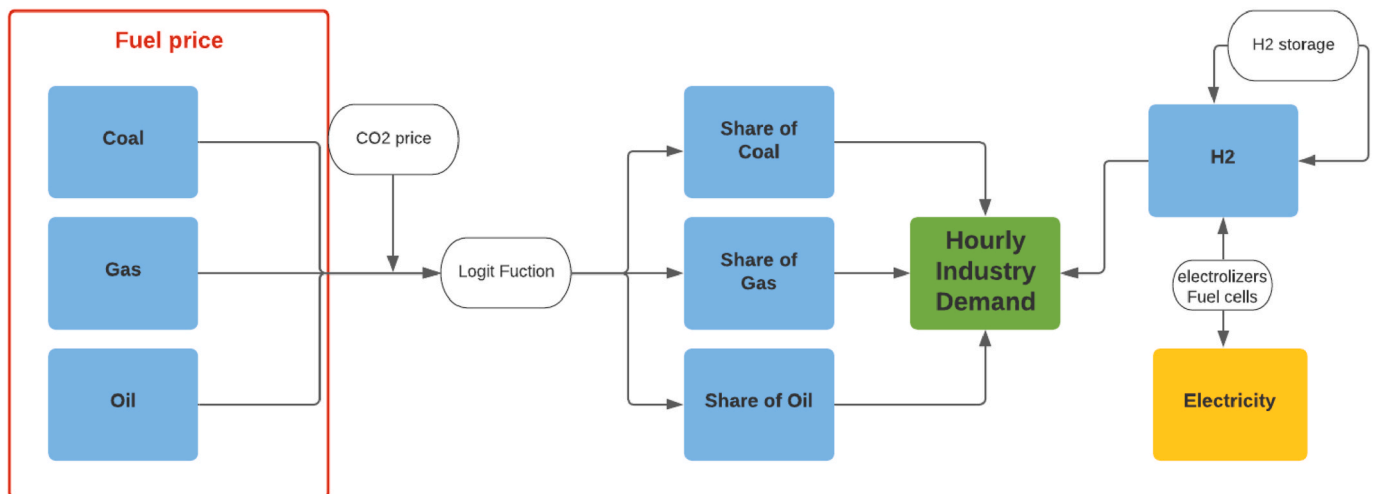 Fuel price
Coal
Gas
Oil
CO2 price
Logit Fuction
Share of
Coal
Share of
Gas
Share of Oil
Hourly
Industry
Demand
H2 storage
H2
electrolizers
Fuel cells
Electricity